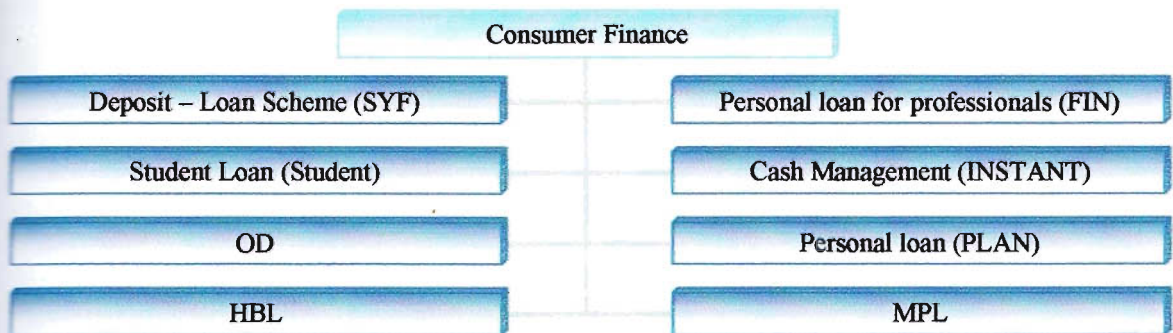 Consumer Finance
Deposit – Loan Scheme (SYF)
Personal loan for professionals (FIN)
Student Loan (Student)
Cash Management (INSTANT)
OD
Personal loan (PLAN)
HBL
MPL